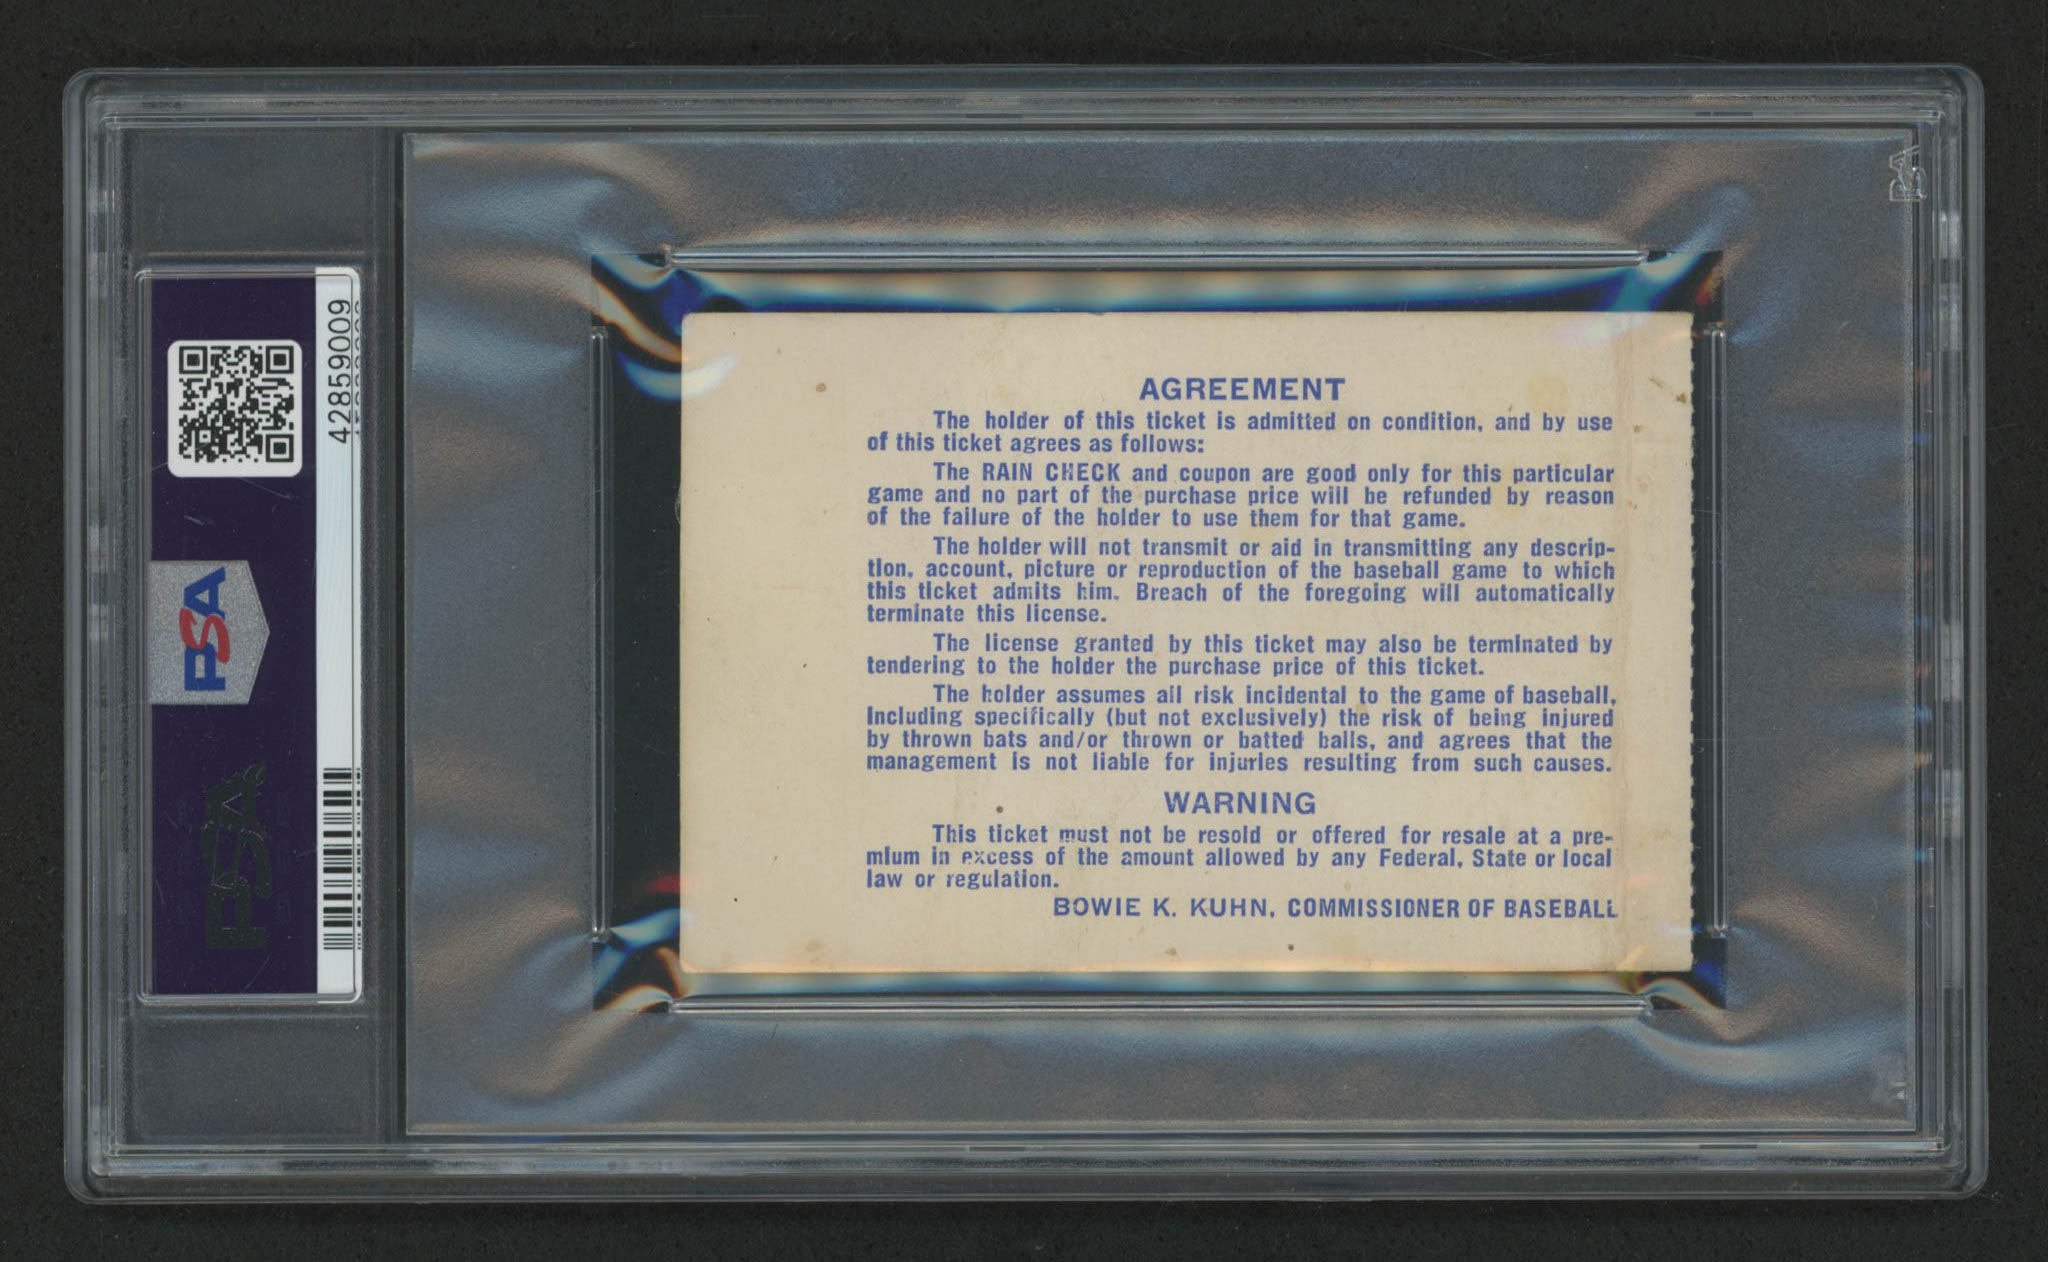 42859009
PSA
PSA
PSA
AGREEMENT
The holder of this ticket is admitted on condition, and by use
of this ticket agrees as follows:
The RAIN CHECK and coupon are good only for this particular
game and no part of the purchase price will be refunded by reason
of the failure of the holder to use them for that game.
The holder will not transmit or aid in transmitting any descrip-
tion, account, picture or reproduction of the baseball game to which
this ticket admits him. Breach of the foregoing will automatically
terminate this license.
The license granted by this ticket may also be terminated by
tendering to the holder the purchase price of this ticket.
The holder assumes all risk incidental to the game of baseball,
including specifically (but not exclusively) the risk of being injured
by thrown bats and/or thrown or batted balls, and agrees that the
management is not liable for injuries resulting from such causes.
WARNING
This ticket must not be resold or offered for resale at a pre-
mium in excess of the amount allowed by any Federal, State or local
law or regulation.
BOWIE K. KUHN, COMMISSIONER OF BASEBALL